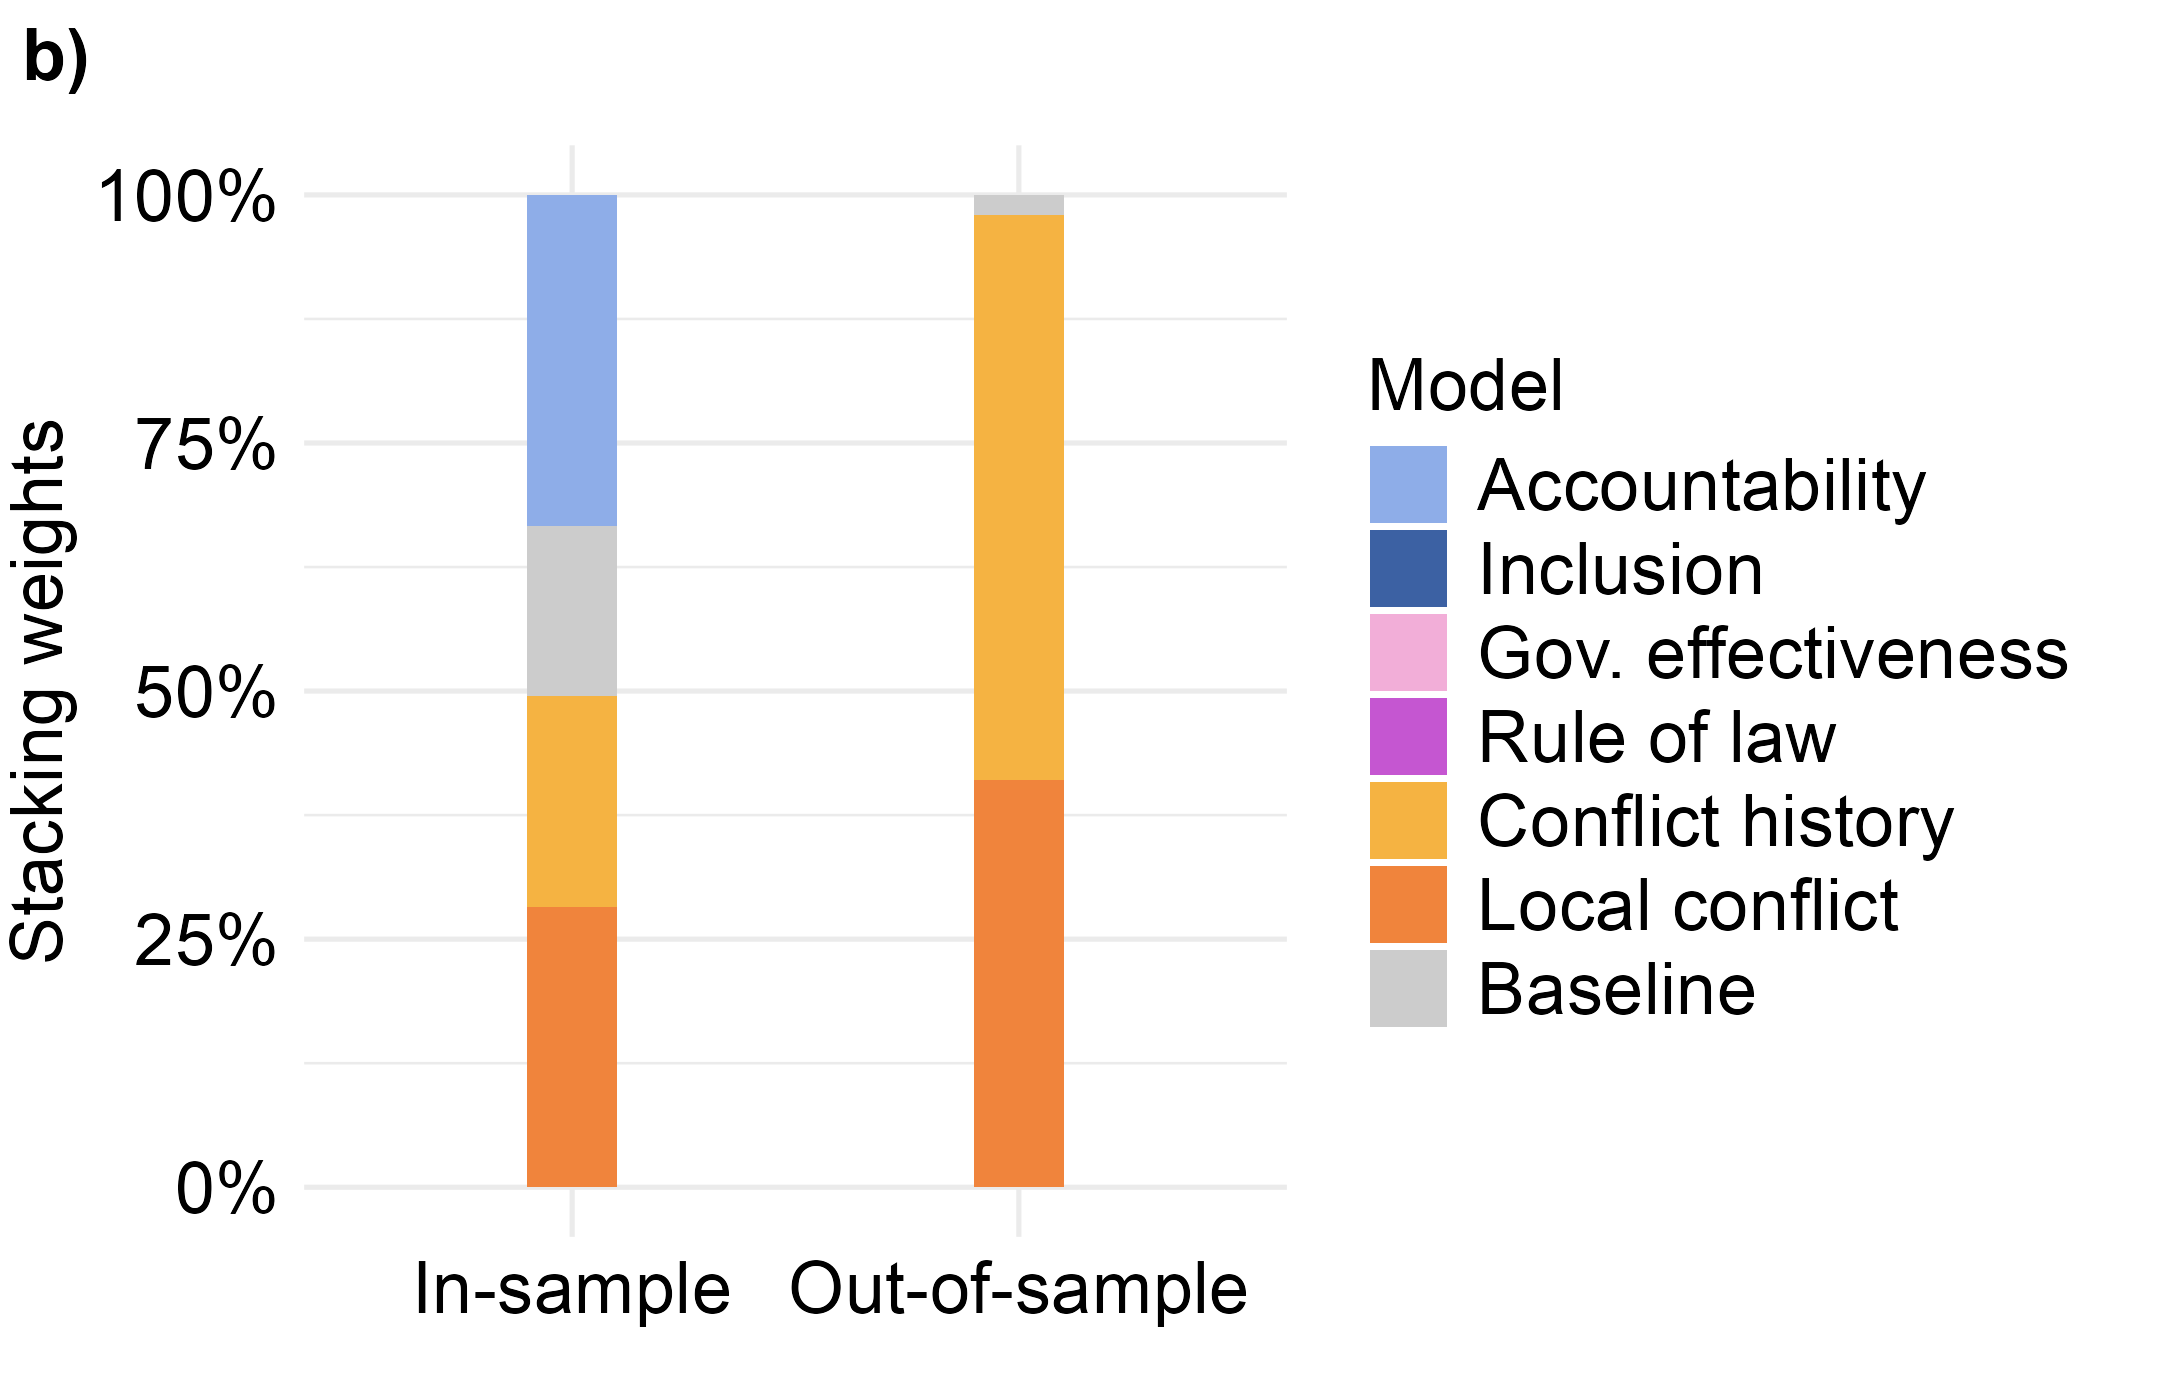 b)
Stacking weights
100%
75%
50%
25%
0%
In-sample
Out-of-sample
Model
Accountability
Inclusion
Gov. effectiveness
Rule of law
Conflict history
Local conflict
Baseline